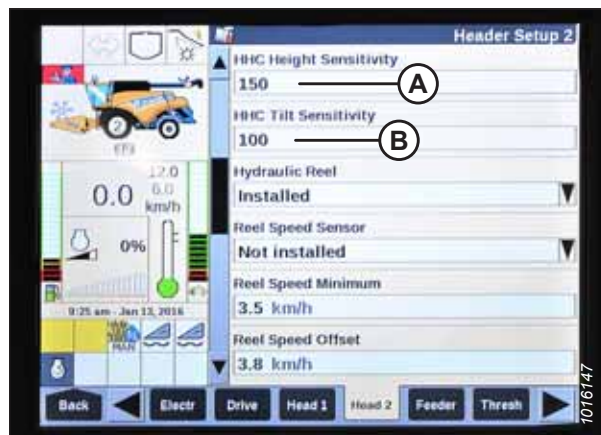 Header Setup 2
HHC Height Sensitivity
150
A
HHC Tilt Sensitivity
100
B
Hydraulic Reel
Installed
Reel Speed Sensor
Not installed
Reel Speed Minimum
3.5 km/h
Reel Speed Offset
3.8 km/h
2
12.0
0.0 6.0
km/h
0%
9:25 am - Jan 13, 2016
MAN
Back Electr Drive Head 1 Head 2 Feeder Thresh
1016147